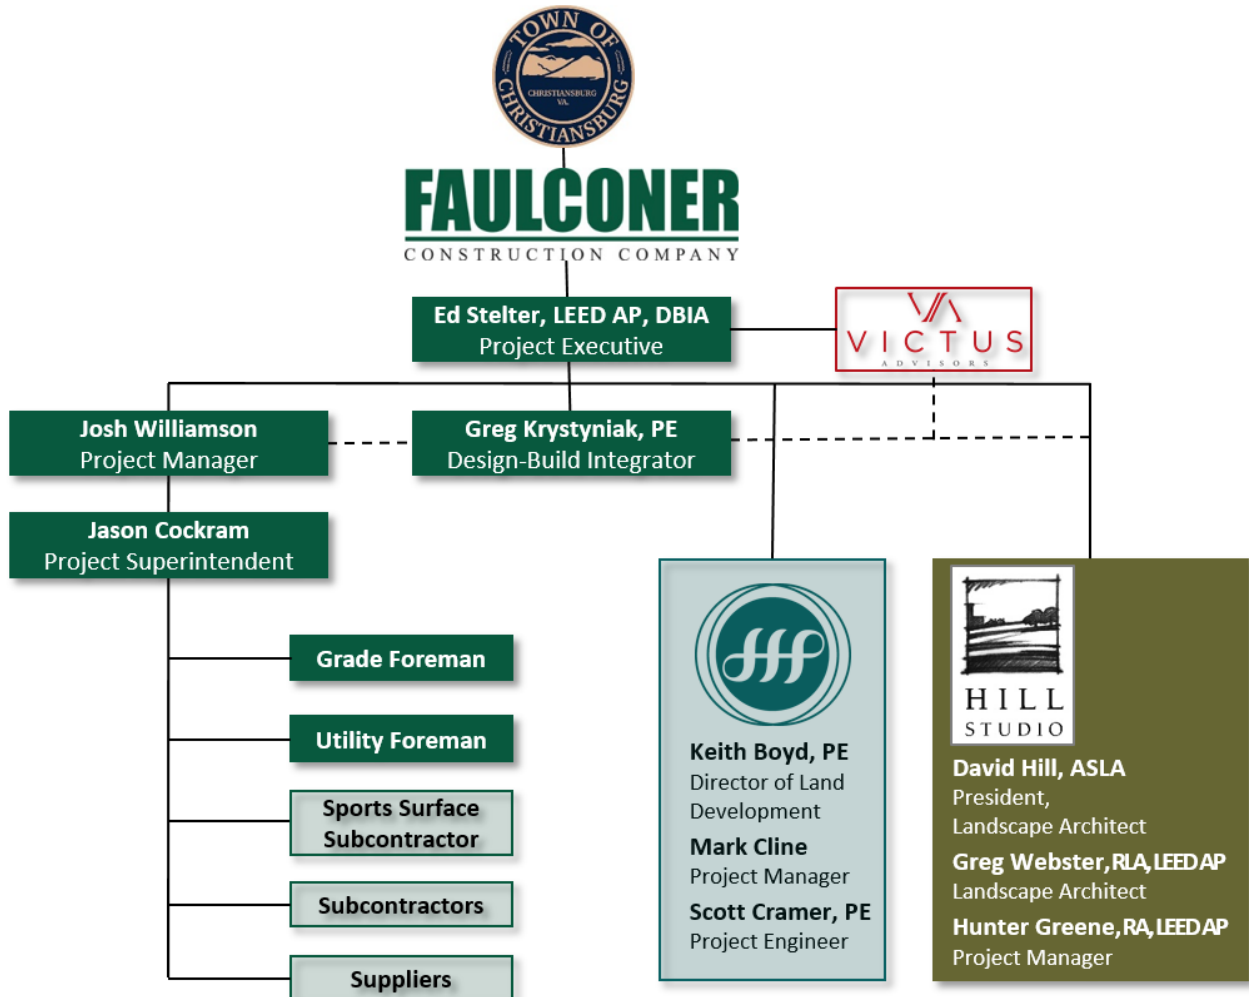 TOWN OF
CHRISTIANSBURG
CHRISTIANSBURG
VA.
FAULCONER
CONSTRUCTION COMPANY
Ed Stelter, LEED AP, DBIA
Project Executive
VICTUS
ADVISORS
Josh Williamson
Project Manager
Greg Krystyniak, PE
Design-Build Integrator
Jason Cockram
Project Superintendent
Grade Foreman
Utility Foreman
Sports Surface
Subcontractor
Subcontractors
Suppliers
Keith Boyd, PE
Director of Land
Development
Mark Cline
Project Manager
Scott Cramer, PE
Project Engineer
HILL
STUDIO
David Hill, ASLA
President,
Landscape Architect
Greg Webster, RLA, LEED AP
Landscape Architect
Hunter Greene, RA, LEED AP
Project Manager